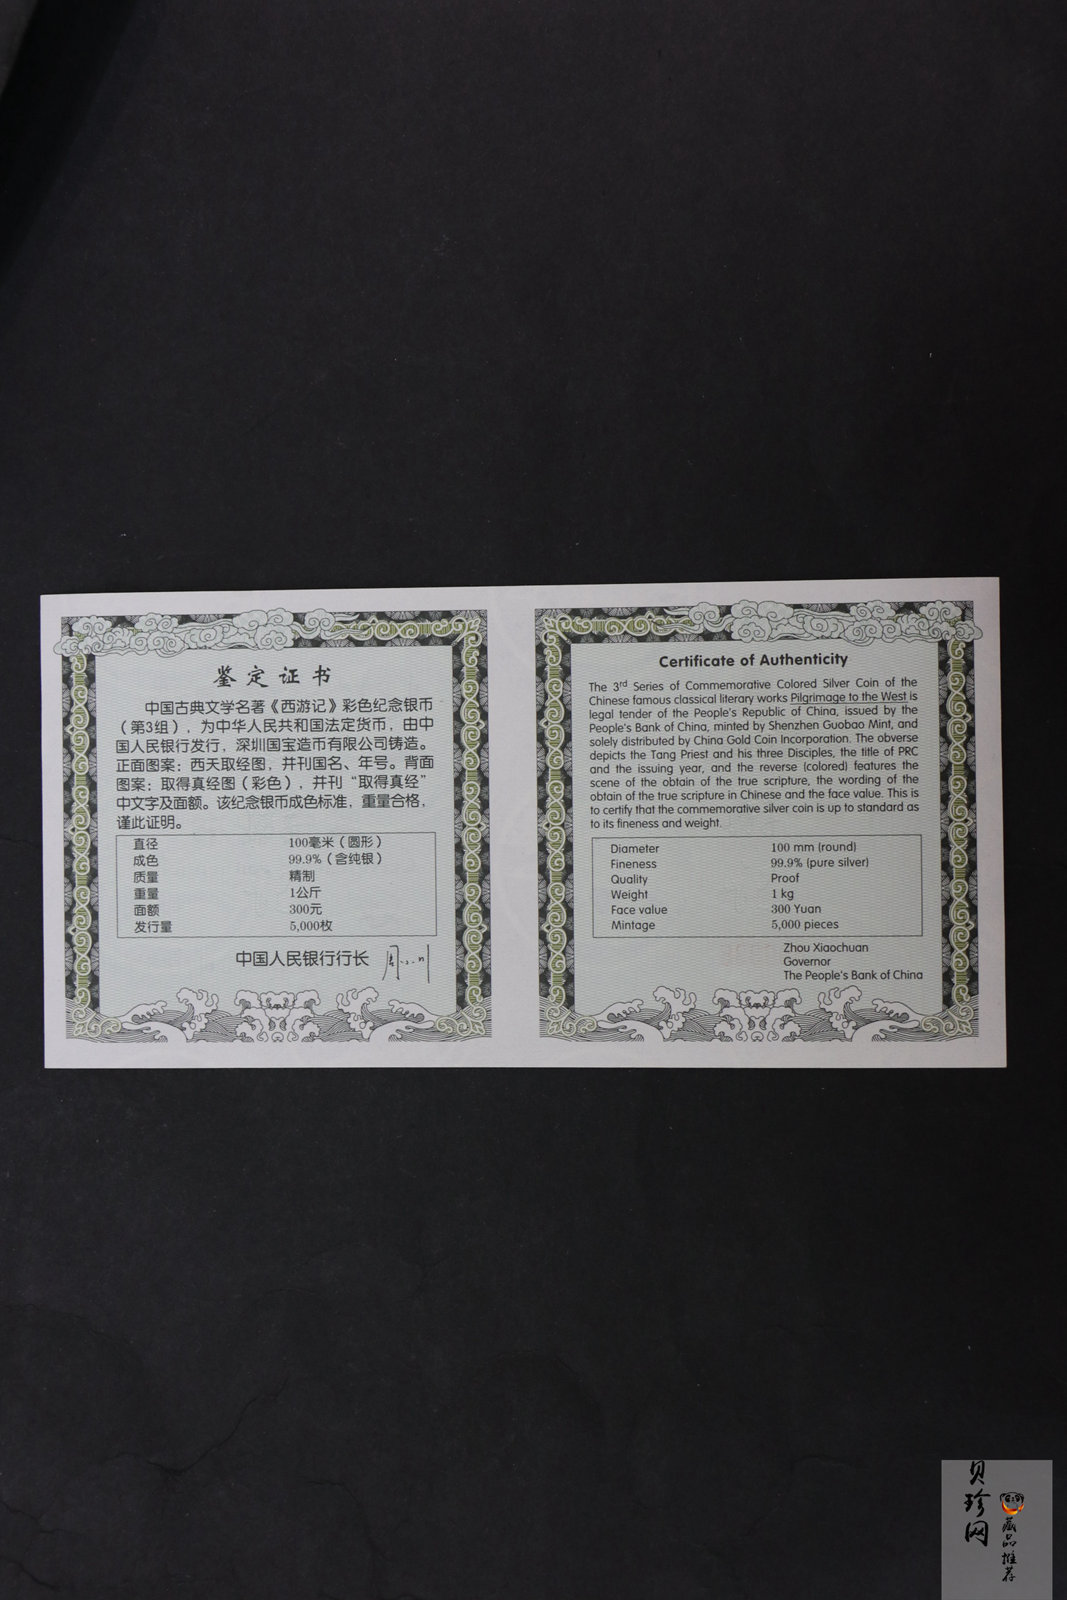 鉴定证书
中国古典文学名著《西游记》彩色纪念银币
（第3组），为中华人民共和国法定货币，由中
国人民银行发行，深圳国宝造币有限公司铸造。
正面图案：西天取经图，并刊国名、年号。背面
图案：取得真经图（彩色），并刊“取得真经”
中文字及面额。该纪念银币成色标准，重量合格，
谨此证明。
直径 100毫米（圆形）
成色 99.9%（含纯银）
质量 精制
重量 1公斤
面额 300元
发行量 5,000枚
中国人民银行行长
Certificate of Authenticity
The 3rd Series of Commemorative Colored Silver Coin of the
Chinese famous classical literary works Pilgrimage to the West is
legal tender of the People's Republic of China, issued by the
People's Bank of China, minted by Shenzhen Guobao Mint, and
solely distributed by China Gold Coin Incorporation. The obverse
depicts the Tang Priest and his three Disciples, the title of PRC
and the issuing year, and the reverse (colored) features the
scene of the obtain of the true scripture, the wording of the
obtain of the true scripture in Chinese and the face value. This is
to certify that the commemorative silver coin is up to standard as
to its fineness and weight.
Diameter 100 mm (round)
Fineness 99.9% (pure silver)
Quality Proof
Weight 1 kg
Face value 300 Yuan
Mintage 5,000 pieces
Zhou Xiaochuan
Governor
The People's Bank of China
贝珍网
藏品推荐